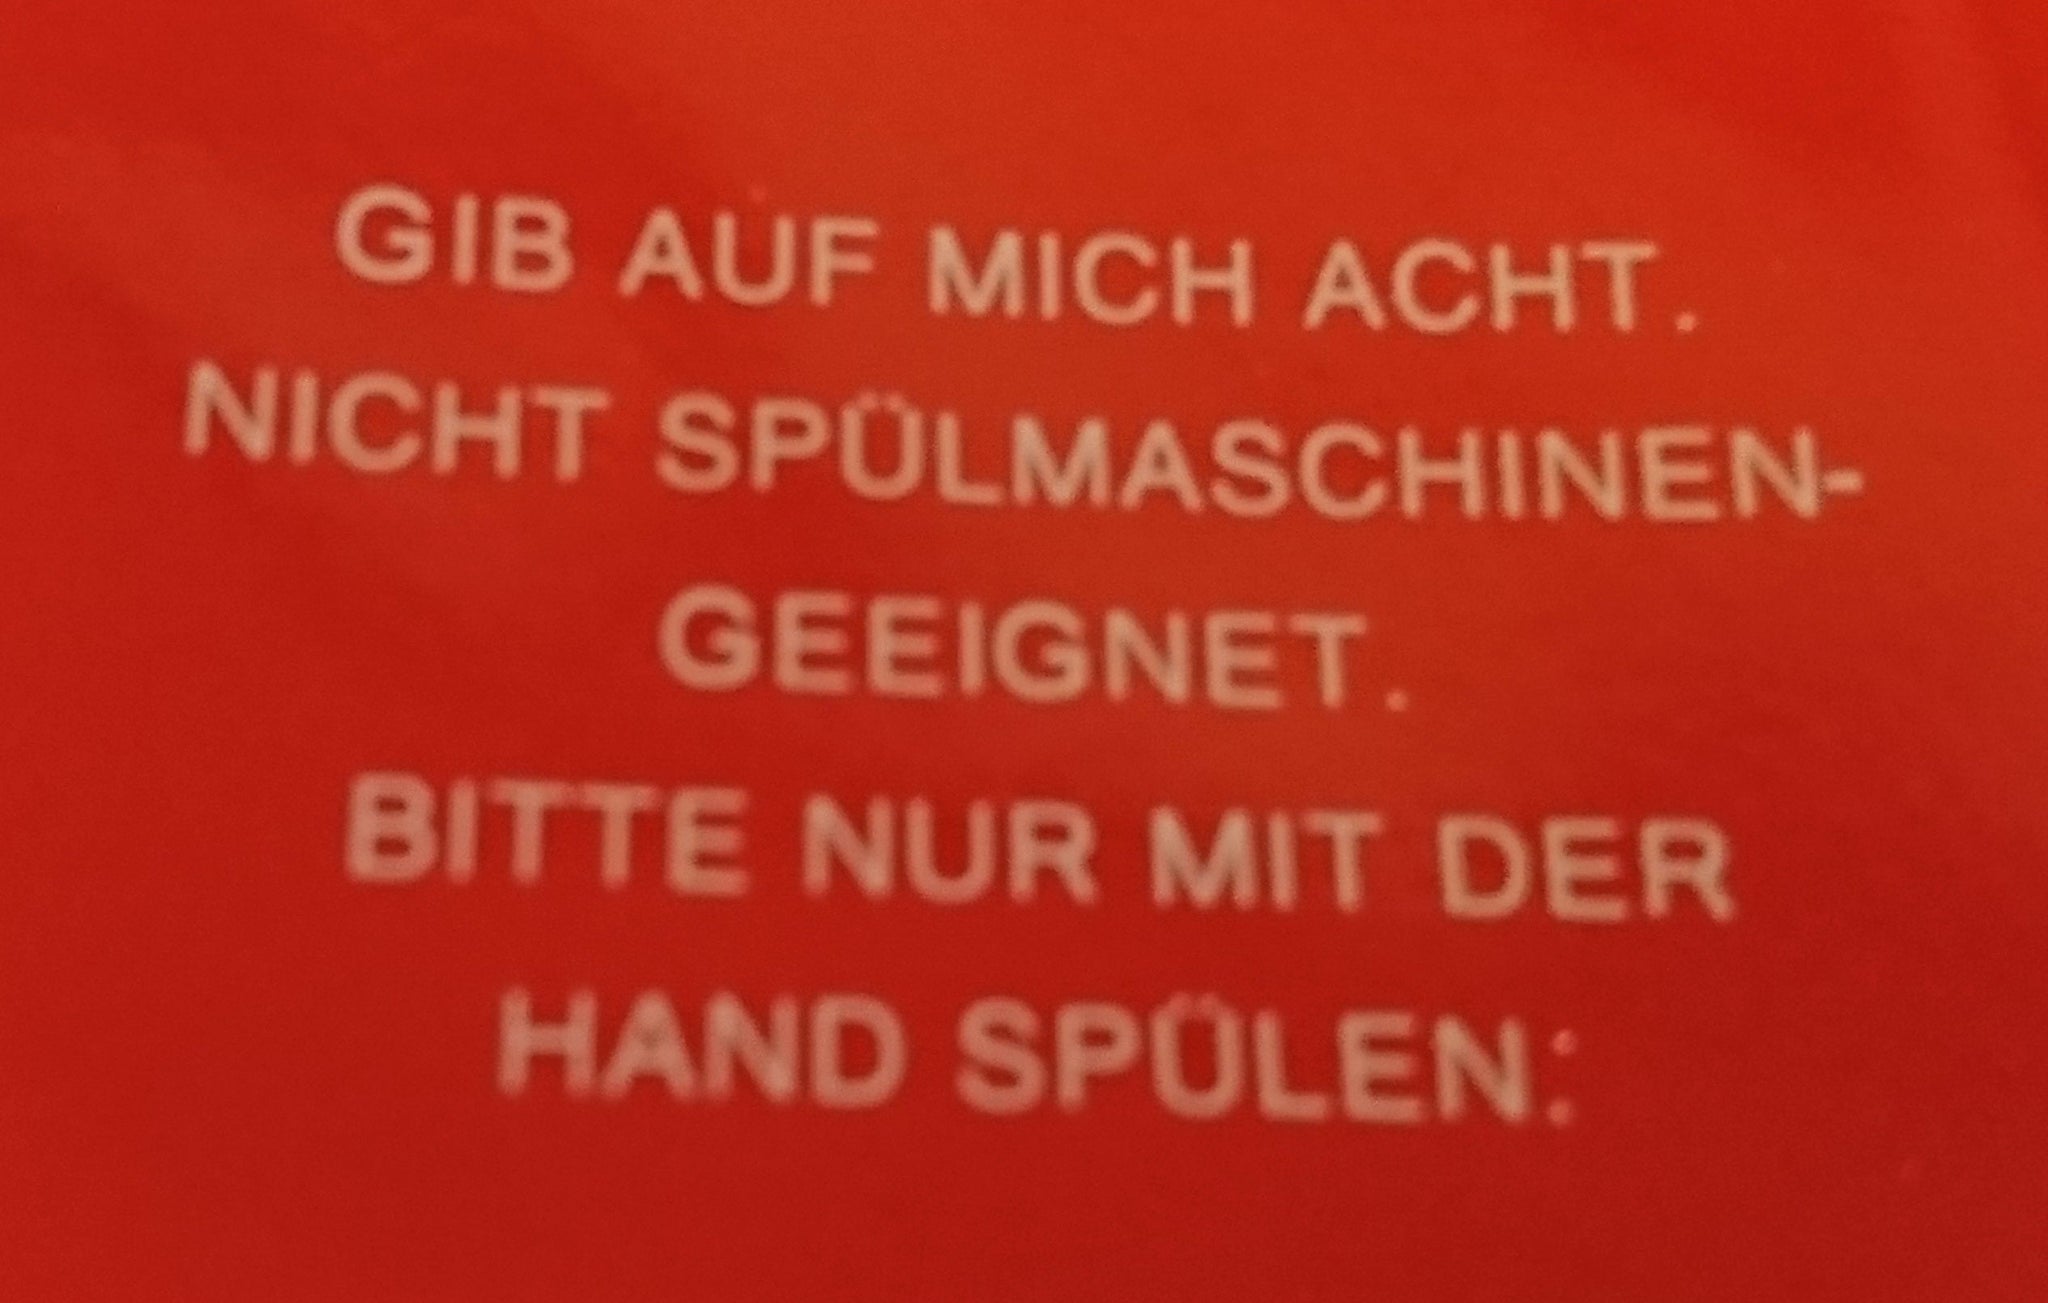 GIB AUF MICH ACHT.
NICHT SPÜLMASCHINEN-
GEEIGNET.
BITTE NUR MIT DER
HAND SPÜLEN: